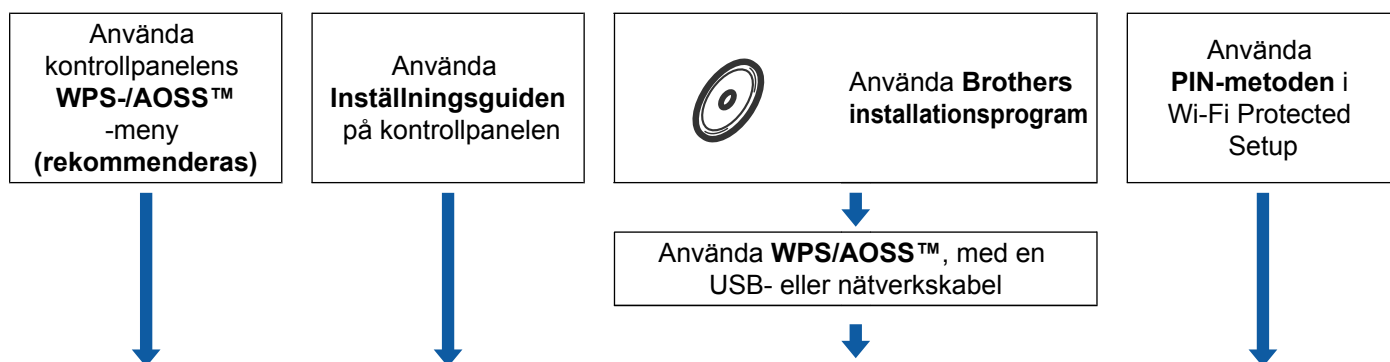 Använda
kontrollpanelens
WPS-/AOSS™
-meny
(rekommenderas)
Använda
Inställningsguiden
på kontrollpanelen
Använda Brothers
installationsprogram
Använda WPS/AOSS™, med en
USB- eller nätverkskabel
Använda
PIN-metoden i
Wi-Fi Protected
Setup